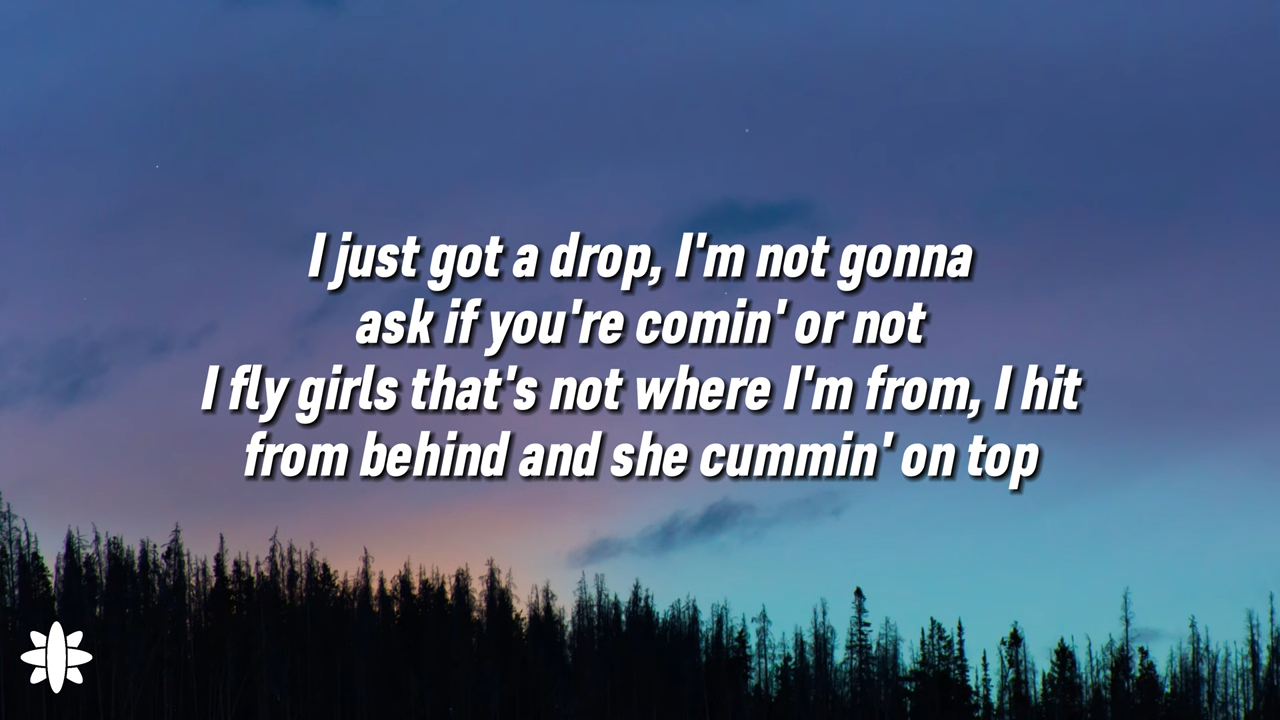 I just got a drop, I'm not gonna
ask if you're comin' or not
I fly girls that's not where I'm from, I hit
from behind and she cummin' on top